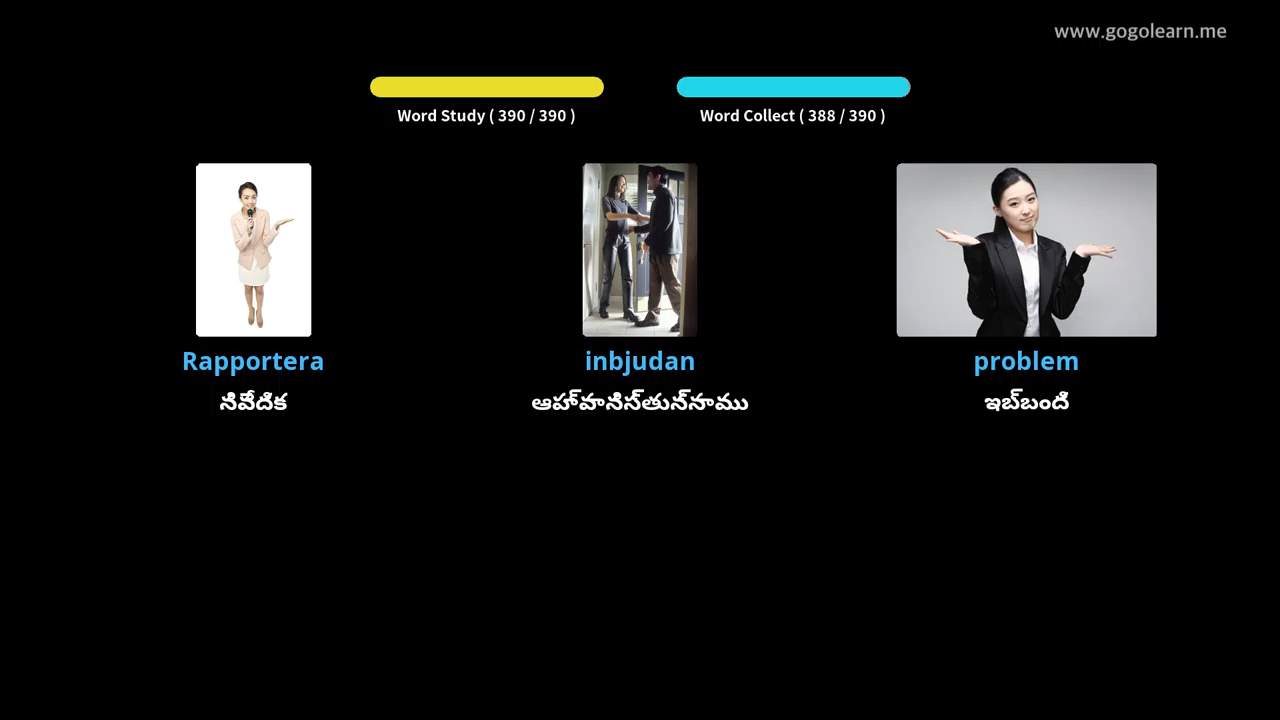 www.gogolearn.me
Word Study ( 390 / 390 )
Word Collect ( 388 / 390 )
Rapportera
inbjudan
problem
నివేదిక
ఆహ్వానిస్తున్నాము
ఇబ్బంది